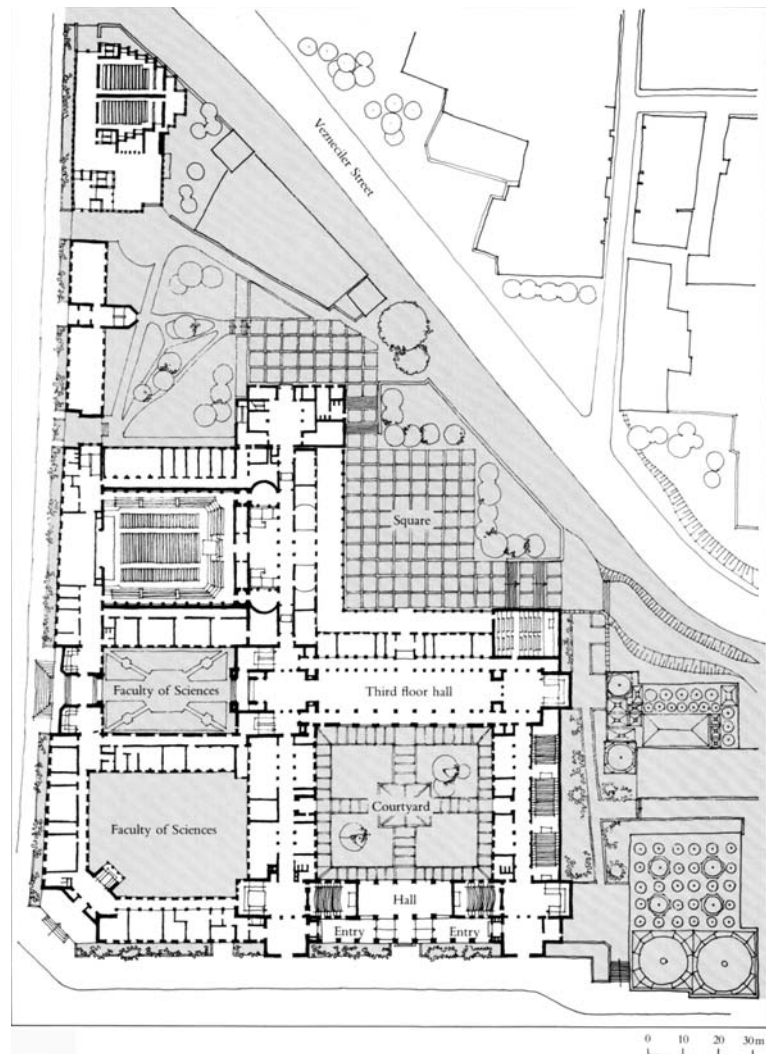 Vezneciler Street
Square
Faculty of Sciences
Third floor hall
Courtyard
Faculty of Sciences
Hall
Entry
Entry
0 10 20 30m